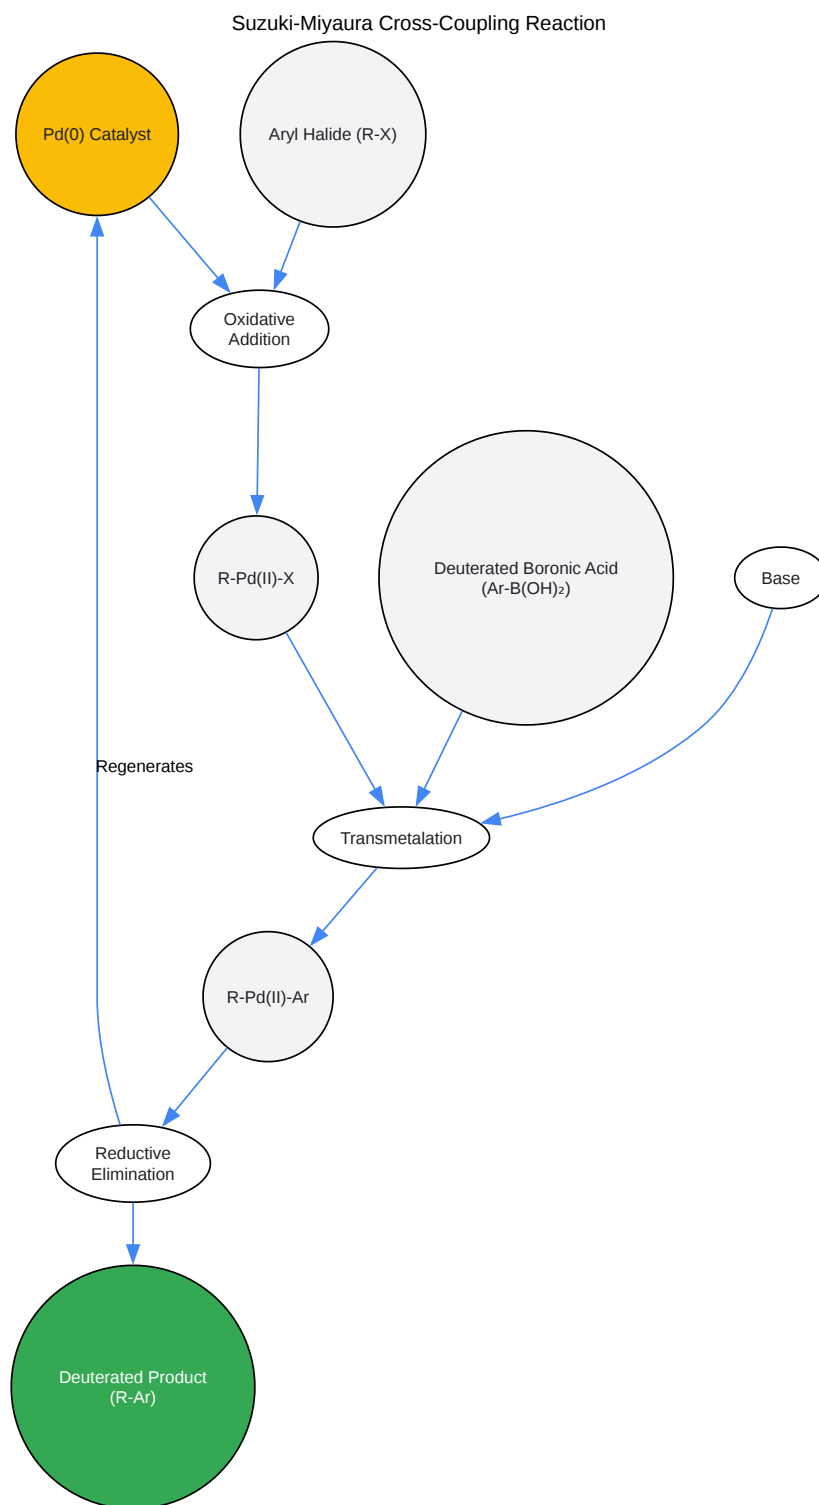 Suzuki-Miyaura Cross-Coupling Reaction
Pd(0) Catalyst
Aryl Halide (R-X)
Oxidative
Addition
R-Pd(II)-X
Deuterated Boronic Acid
(Ar-B(OH)₂)
Base
Regenerates
Transmetalation
R-Pd(II)-Ar
Reductive
Elimination
Deuterated Product
(R-Ar)